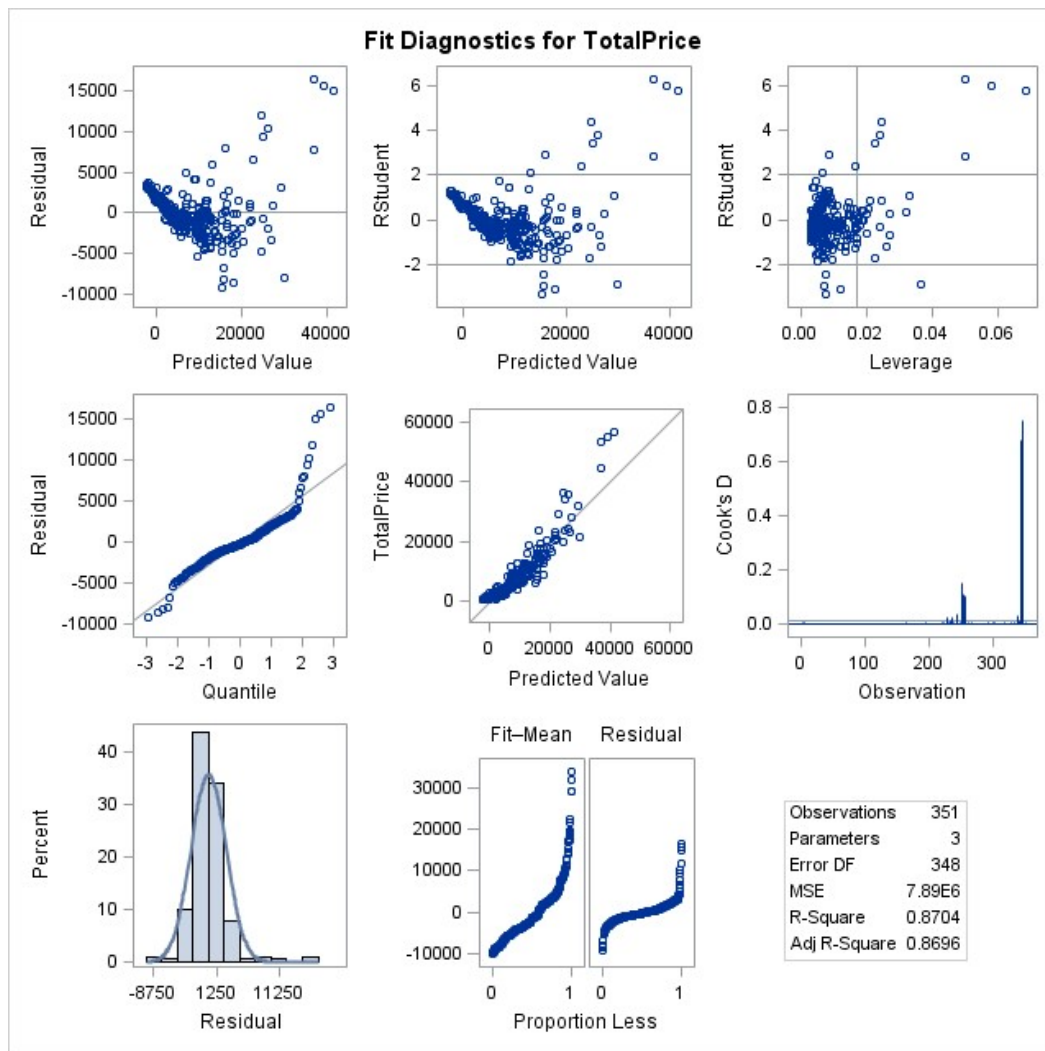 Fit Diagnostics for TotalPrice
Residual
15000
10000
5000
0
-5000
-10000
0 20000 40000
Predicted Value
RStudent
6
4
2
0
-2
0 20000 40000
Predicted Value
RStudent
6
4
2
0
-2
0.00 0.02 0.04 0.06
Leverage
Residual
15000
10000
5000
0
-5000
-10000
-3 -2 -1 0 1 2 3
Quantile
TotalPrice
60000
40000
20000
0
0 20000 40000 60000
Predicted Value
Cook's D
0.8
0.6
0.4
0.2
0.0
0 100 200 300
Observation
Percent
40
30
20
10
0
-8750 1250 11250
Residual
Fit–Mean Residual
30000
20000
10000
0
-10000
0 1 0 1
Proportion Less
Observations 351
Parameters 3
Error DF 348
MSE 7.89E6
R-Square 0.8704
Adj R-Square 0.8696